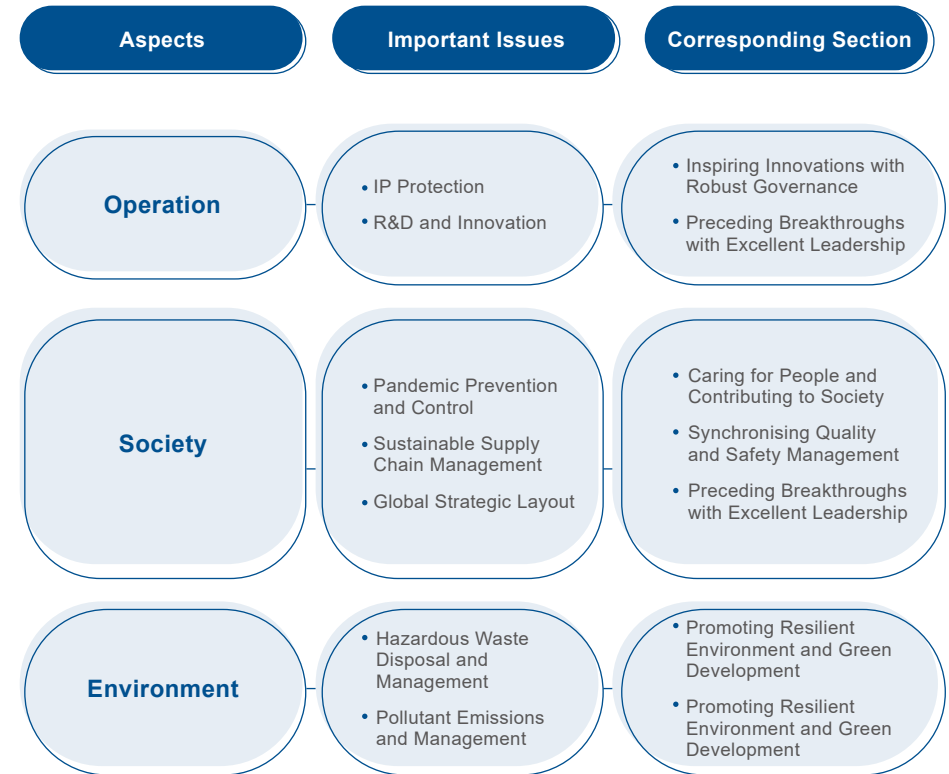 Aspects
Important Issues
Corresponding Section
Operation
• IP Protection
• R&D and Innovation
• Inspiring Innovations with
Robust Governance
• Preceding Breakthroughs
with Excellent Leadership
Society
• Pandemic Prevention
and Control
• Sustainable Supply
Chain Management
• Global Strategic Layout
• Caring for People and
Contributing to Society
• Synchronising Quality
and Safety Management
• Preceding Breakthroughs
with Excellent Leadership
Environment
• Hazardous Waste
Disposal and
Management
• Pollutant Emissions
and Management
• Promoting Resilient
Environment and Green
Development
• Promoting Resilient
Environment and Green
Development